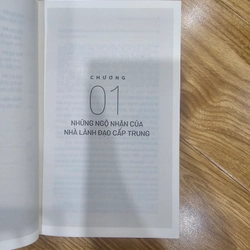 CHƯƠNG
01
NHỮNG NGỘ NHẬN CỦA
NHÀ LÃNH ĐẠO CẤP TRUNG